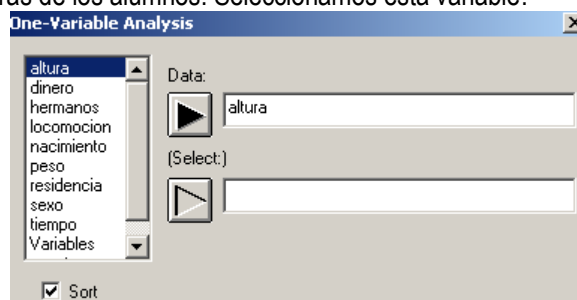 ras de los alumnos. Seleccionamos esta variable:
One-Variable Analysis
altura
dinero
hermanos
locomocion
nacimiento
peso
residencia
sexo
tiempo
Variables
Data:
altura
(Select:)
Sort